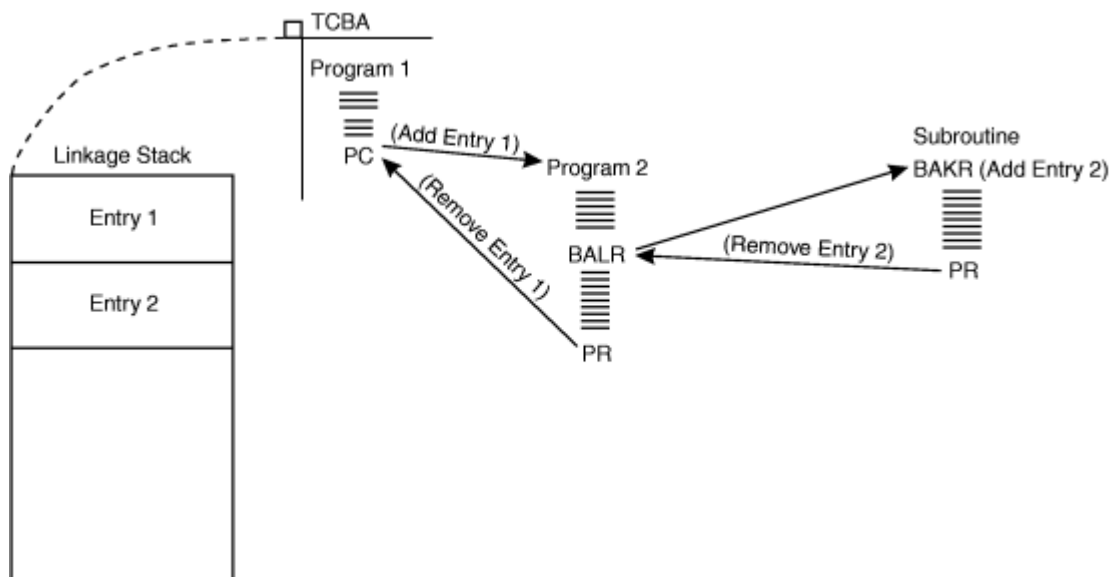 TCBA
Program 1
PC
(Add Entry 1)
(Remove Entry 1)
Linkage Stack
Entry 1
Entry 2
Program 2
BALR
PR
Subroutine
BAKR (Add Entry 2)
(Remove Entry 2)
PR